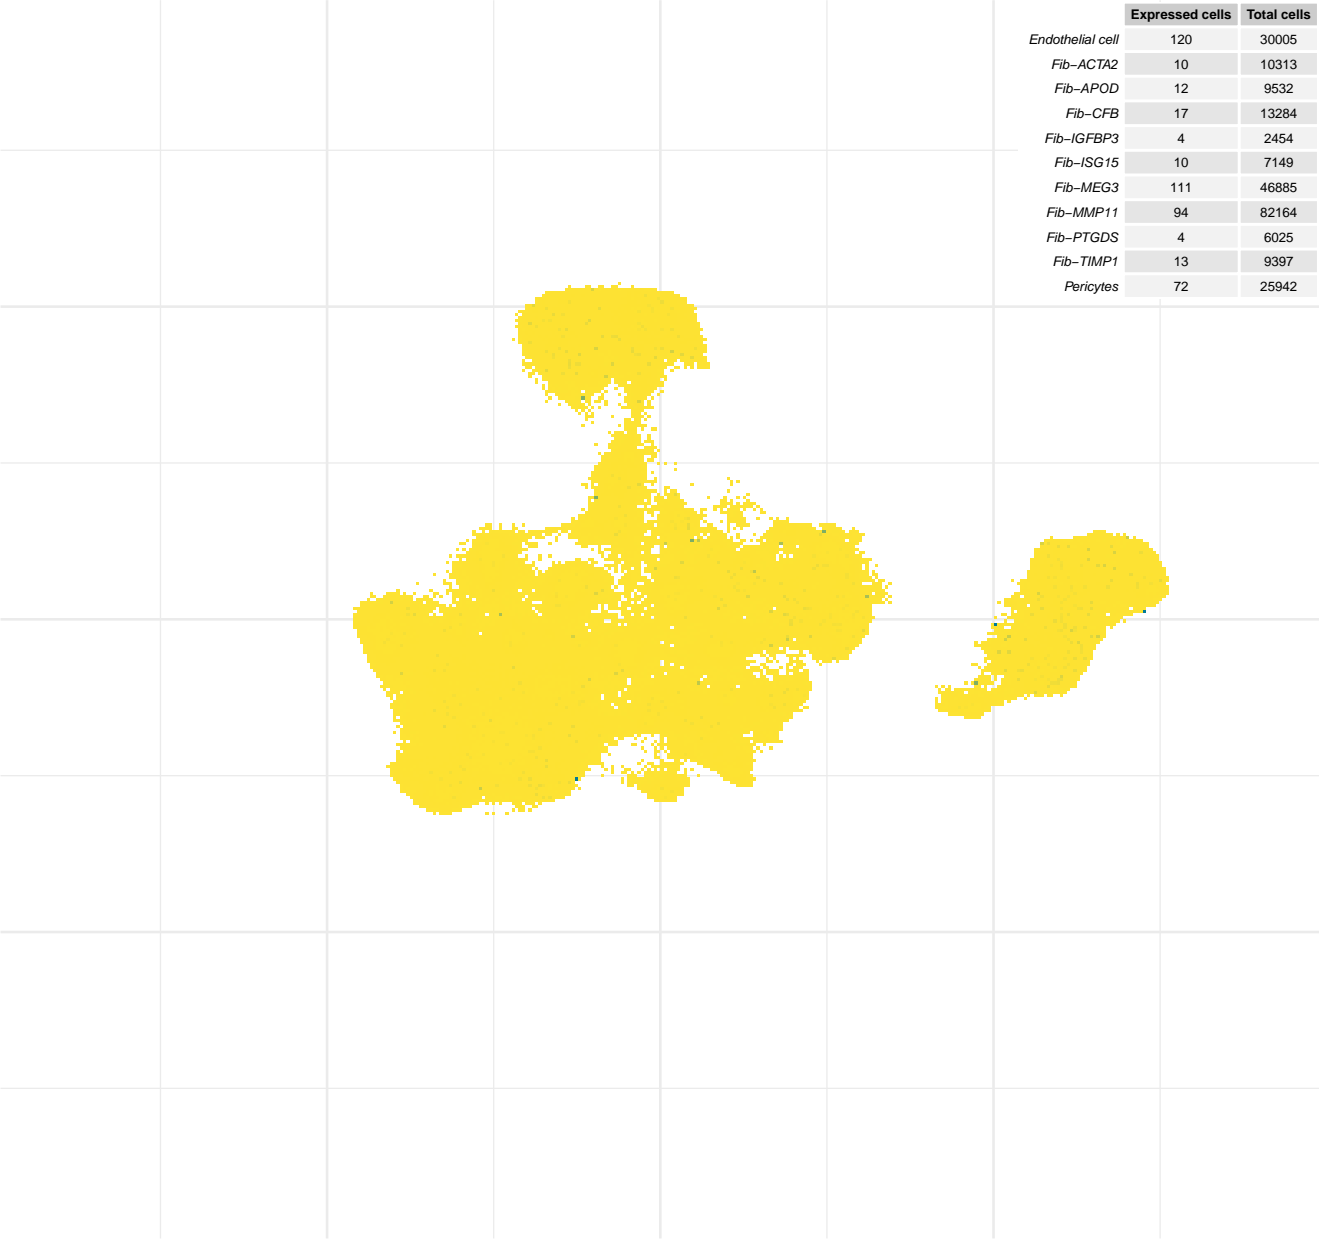 Expressed cells Total cells
Endothelial cell 120 30005
Fib−ACTA2 10 10313
Fib−APOD 12 9532
Fib−CFB 17 13284
Fib−IGFBP3 4 2454
Fib−ISG15 10 7149
Fib−MEG3 111 46885
Fib−MMP11 94 82164
Fib−PTGDS 4 6025
Fib−TIMP1 13 9397
Pericytes 72 25942